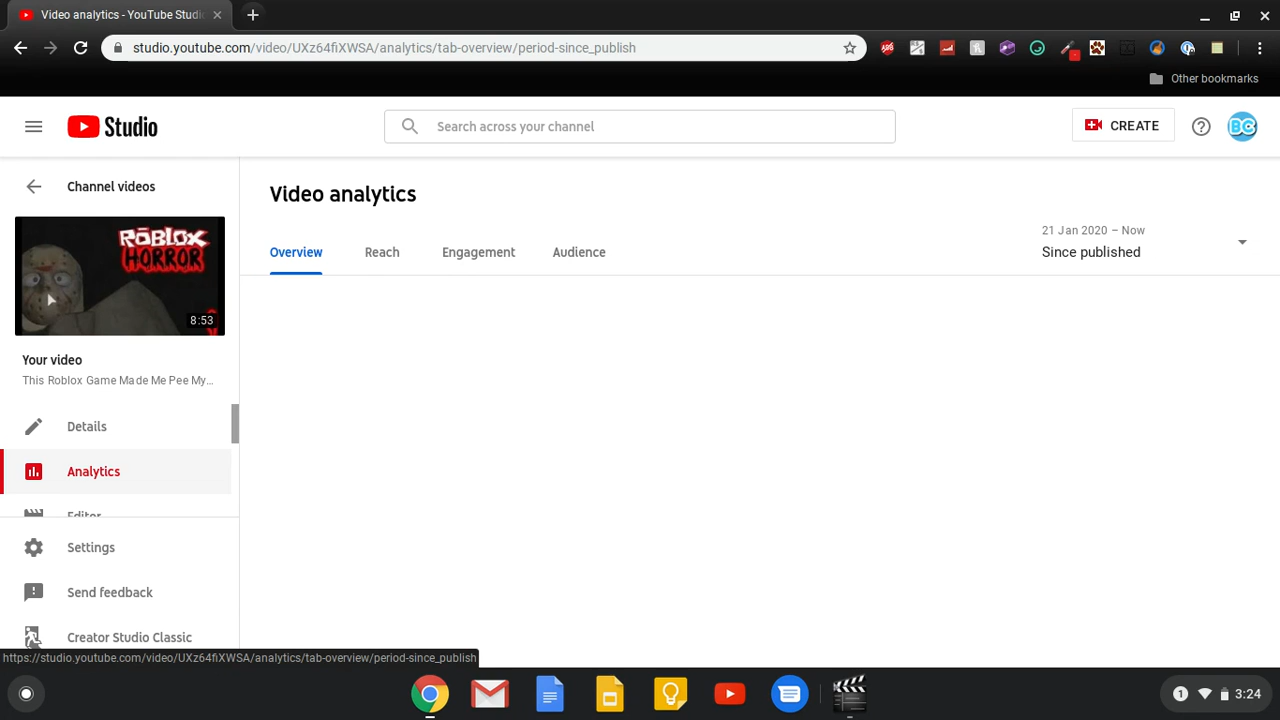 Video analytics - YouTube Studi
studio.youtube.com/video/UXz64fiXWSA/analytics/tab-overview/period-since_publish
Other bookmarks
Studio
Search across your channel
CREATE
BC
Channel videos
ROBLOX
HORROR
8:53
Your video
This Roblox Game Made Me Pee My...
Details
Analytics
Editor
Settings
Send feedback
Creator Studio Classic
Video analytics
Overview
Reach
Engagement
Audience
21 Jan 2020 – Now
Since published
https://studio.youtube.com/video/UXz64fiXWSA/analytics/tab-overview/period-since_publish
1
3:24